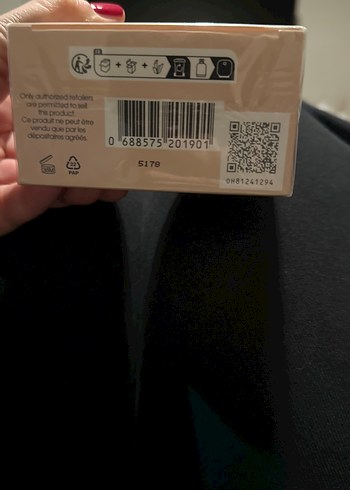 Only authorized retailers
are permitted to sell
this product.
Ce produit ne peut être
vendu que par les
dépositaires agréés.
0 688575 201901
5178
0HB1241294
PAP